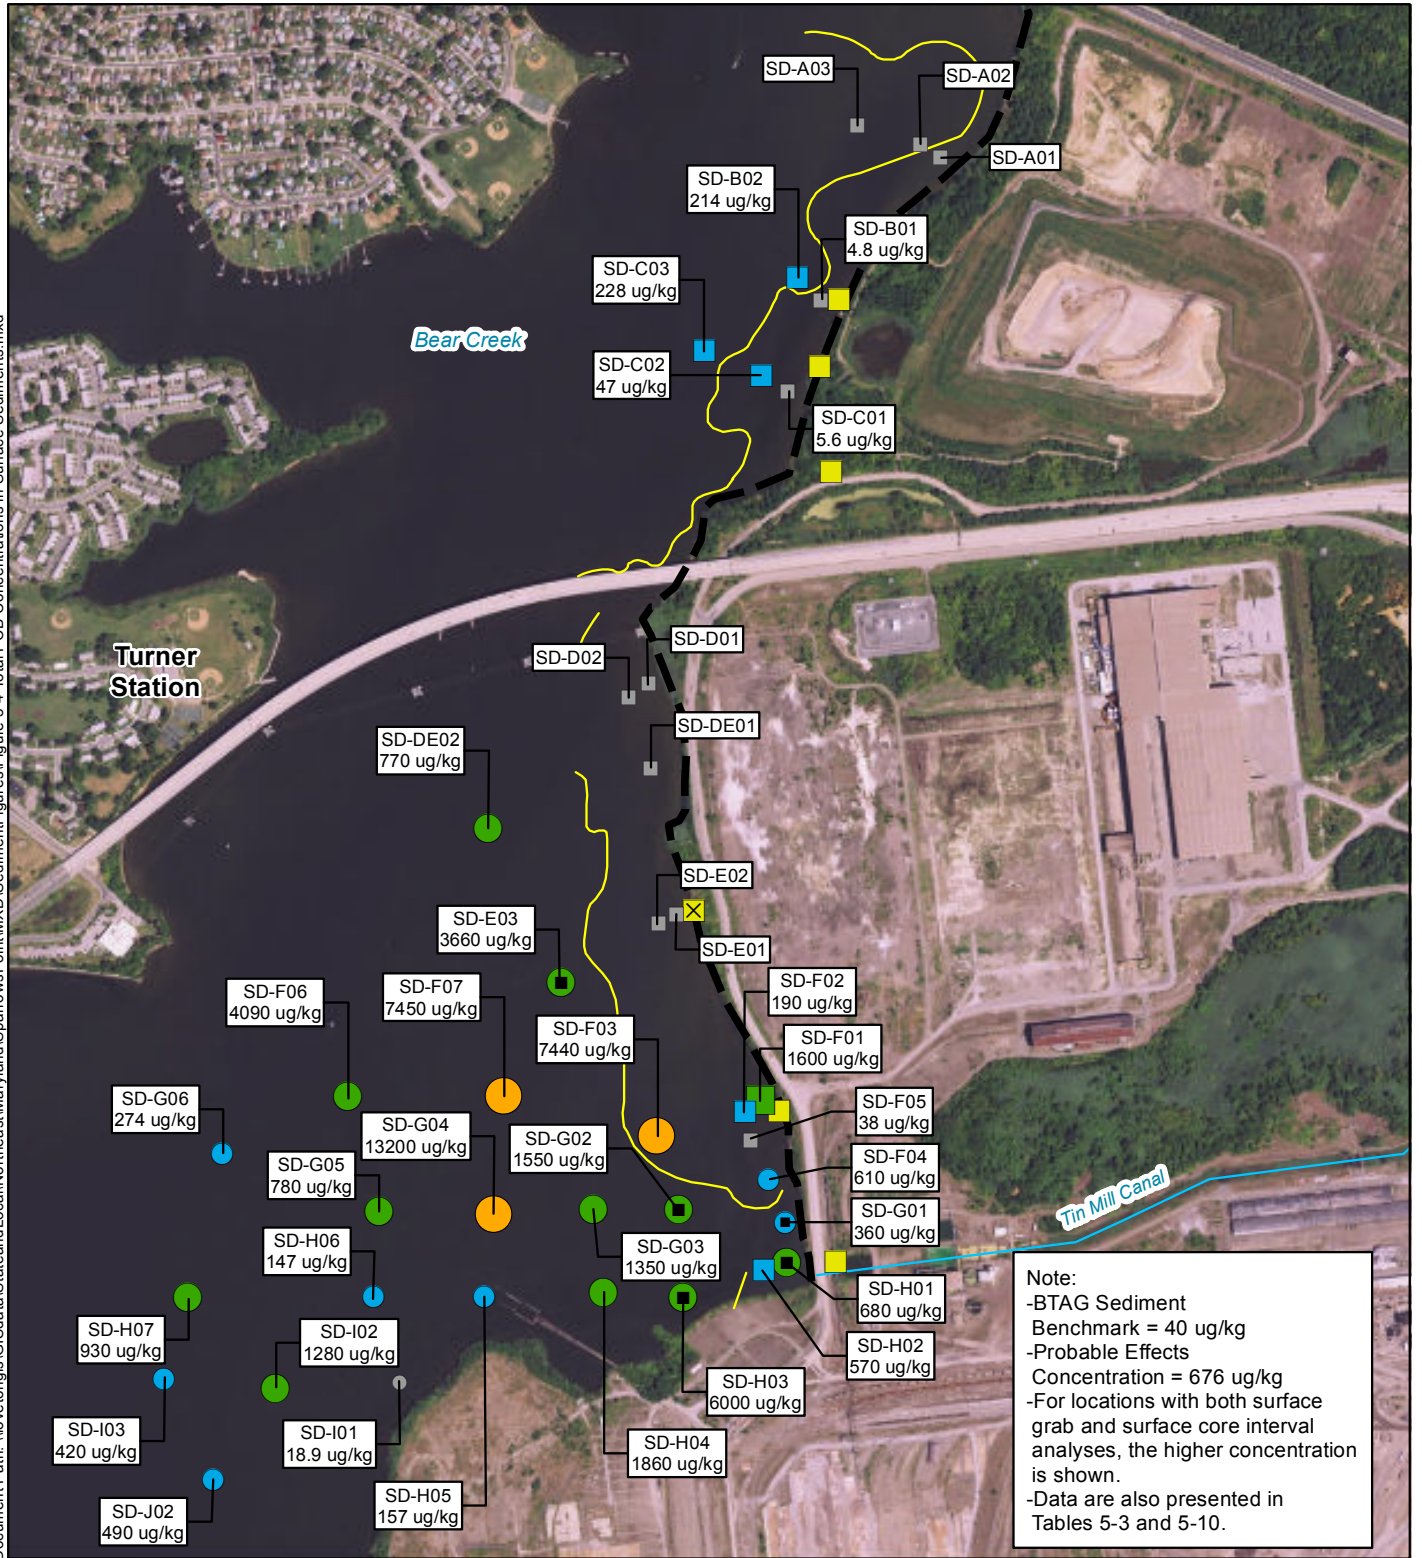 SD-A03
SD-A02
SD-A01
SD-B02
214 ug/kg
SD-B01
4.8 ug/kg
SD-C03
228 ug/kg
Bear Creek
SD-C02
47 ug/kg
SD-C01
5.6 ug/kg
Turner
Station
SD-D01
SD-D02
SD-DE01
SD-DE02
770 ug/kg
SD-E02
SD-E03
3660 ug/kg
SD-E01
SD-F06
4090 ug/kg
SD-F07
7450 ug/kg
SD-F02
190 ug/kg
SD-F03
7440 ug/kg
SD-F01
1600 ug/kg
SD-G06
274 ug/kg
SD-G04
13200 ug/kg
SD-G02
1550 ug/kg
SD-F05
38 ug/kg
SD-G05
780 ug/kg
SD-F04
610 ug/kg
SD-G01
360 ug/kg
Tin Mill Canal
SD-H06
147 ug/kg
SD-G03
1350 ug/kg
SD-H01
680 ug/kg
SD-H07
930 ug/kg
SD-I02
1280 ug/kg
SD-H02
570 ug/kg
SD-H03
6000 ug/kg
SD-I03
420 ug/kg
SD-I01
18.9 ug/kg
SD-H04
1860 ug/kg
SD-J02
490 ug/kg
SD-H05
157 ug/kg
Note:
-BTAG Sediment
Benchmark = 40 ug/kg
-Probable Effects
Concentration = 676 ug/kg
-For locations with both surface
grab and surface core interval
analyses, the higher concentration
is shown.
-Data are also presented in
Tables 5-3 and 5-10.